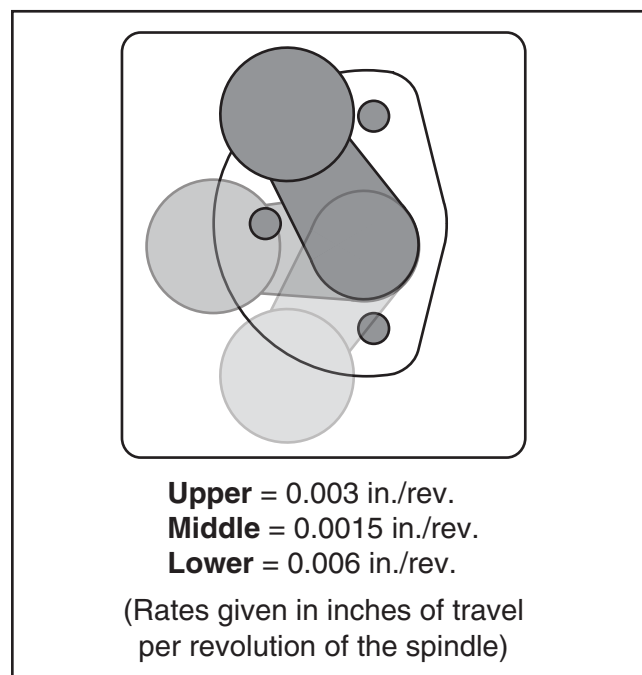 Upper = 0.003 in./rev.
Middle = 0.0015 in./rev.
Lower = 0.006 in./rev.
(Rates given in inches of travel
per revolution of the spindle)